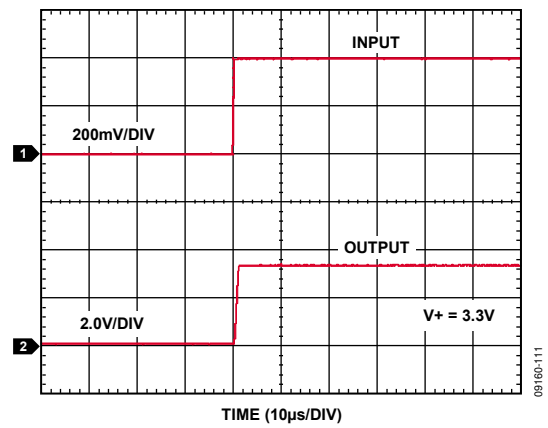 INPUT
200mV/DIV
1
OUTPUT
2.0V/DIV
V+ = 3.3V
2
09160-111
TIME (10µs/DIV)